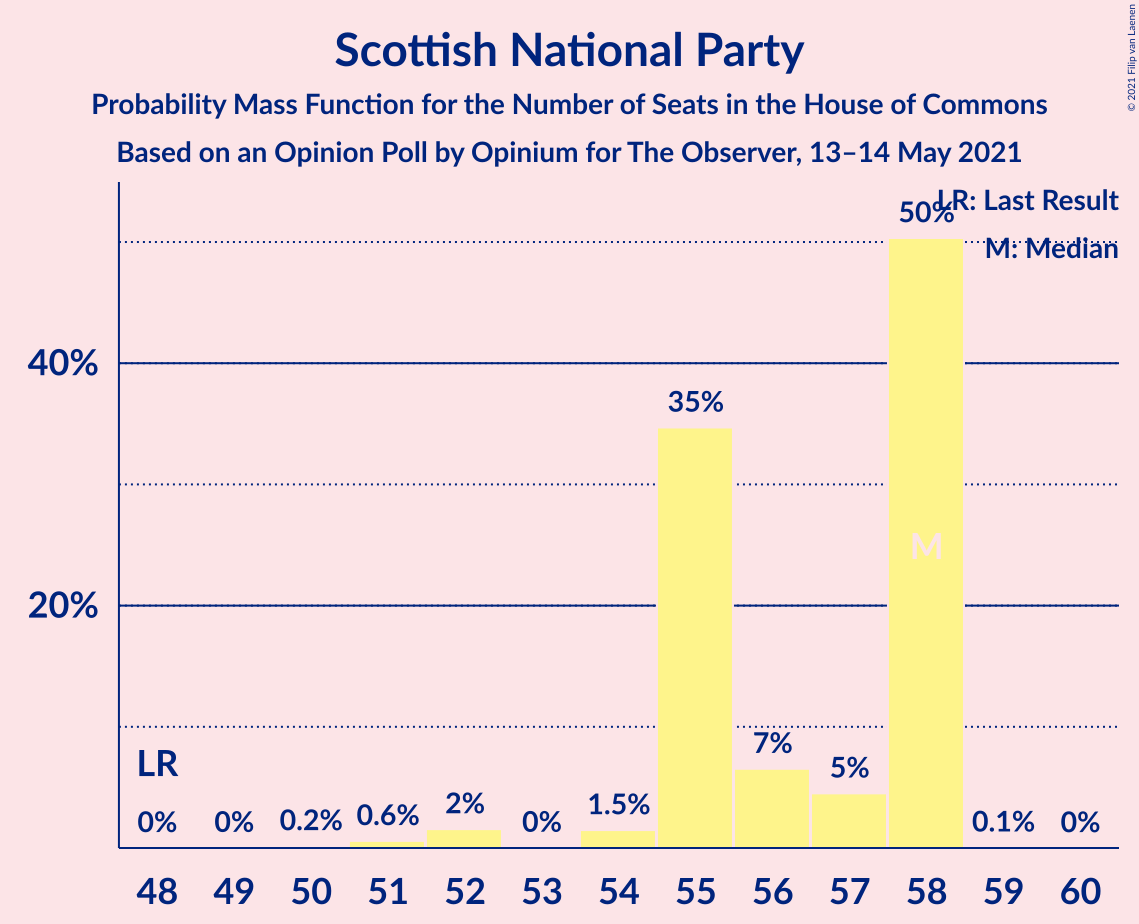 Scottish National Party
Probability Mass Function for the Number of Seats in the House of Commons
Based on an Opinion Poll by Opinium for The Observer, 13–14 May 2021
© 2021 Filip van Laenen
LR: Last Result
M: Median
40%
20%
LR
0%
0%
0.2%
0.6%
2%
0%
1.5%
35%
7%
5%
50%
0.1%
0%
M
48 49 50 51 52 53 54 55 56 57 58 59 60